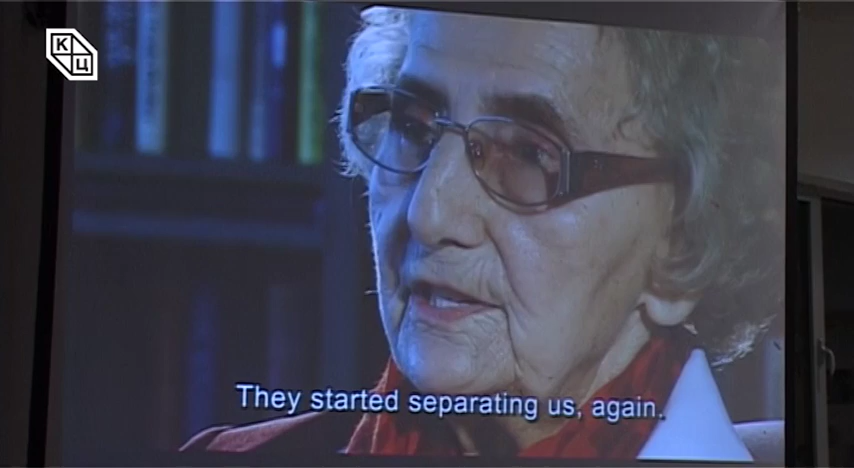 К
Ц
They started separating us, again.